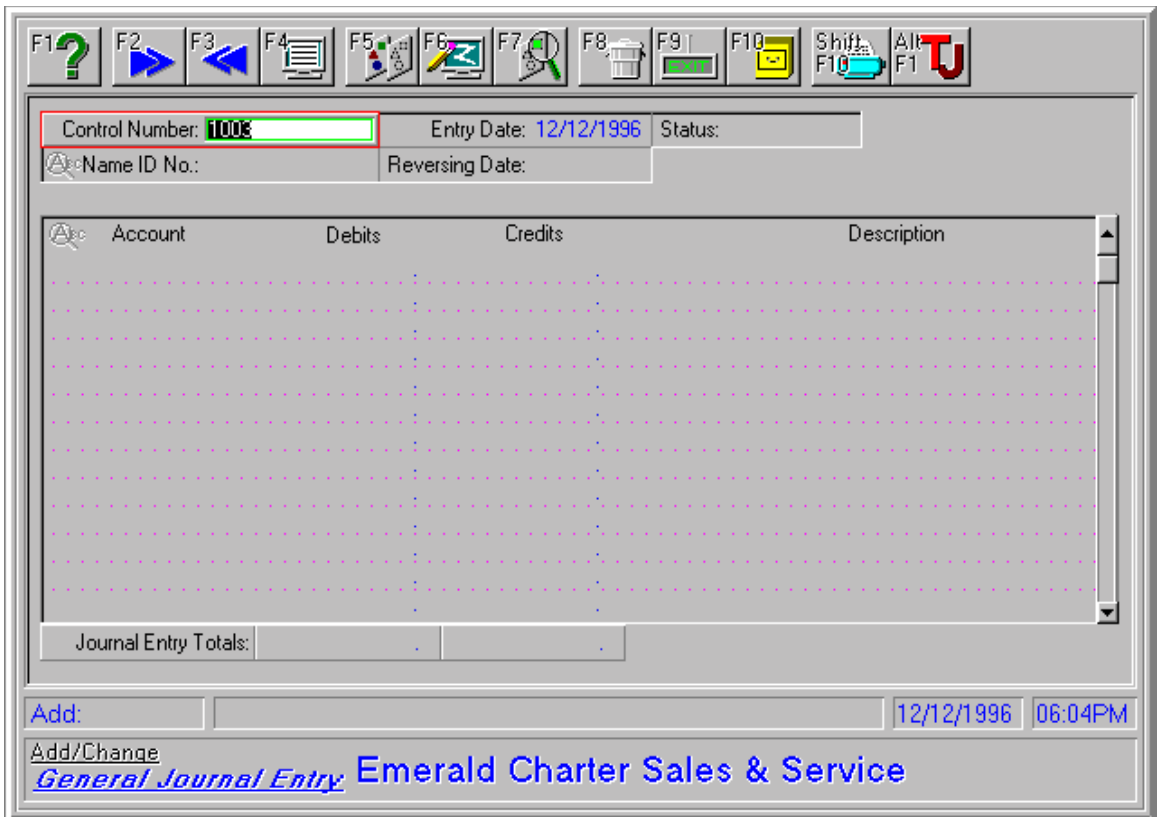 F1 F2 F3 F4 F5 F6 F7 F8 F9 EXIT F10 Shift F10 Alt F1
Control Number: 1003 Entry Date: 12/12/1996 Status:
Abc Name ID No.: Reversing Date:
Abc Account Debits Credits Description
Journal Entry Totals: . .
Add: 12/12/1996 06:04PM
Add/Change
General Journal Entry Emerald Charter Sales & Service